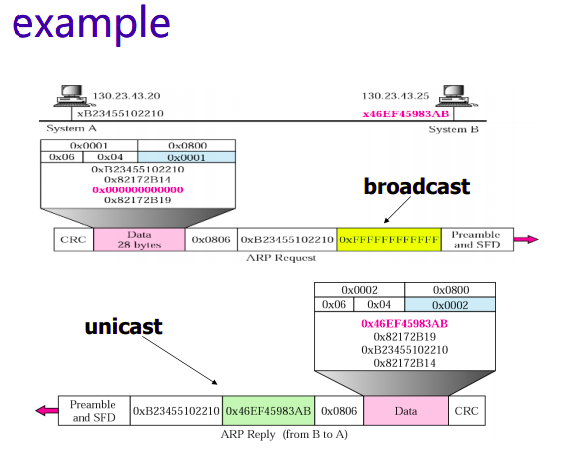 example
130.23.43.20
130.23.43.25
xB23455102210
x46EF45983AB
System A
System B
0x0001 0x0800
0x06 0x04 0x0001
0xB23455102210
0x82172B14
0x000000000000
0x82172B19
broadcast
CRC
Data
28 bytes
0x0806
0xB23455102210
0xFFFFFFFFFFFF
Preamble
and SFD
ARP Request
0x0002 0x0800
0x06 0x04 0x0002
0x46EF45983AB
0x82172B19
0xB23455102210
0x82172B14
unicast
Preamble
and SFD
0xB23455102210
0x46EF45983AB
0x0806
Data
CRC
ARP Reply (from B to A)